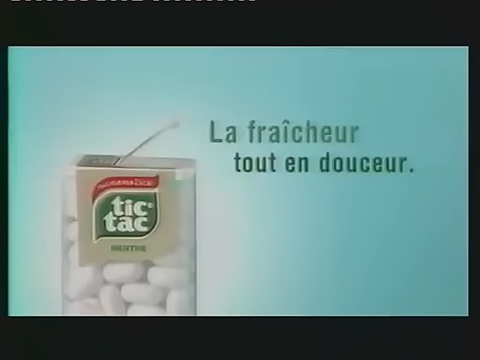 La fraîcheur
tout en douceur.
tic
tac
MENTHE